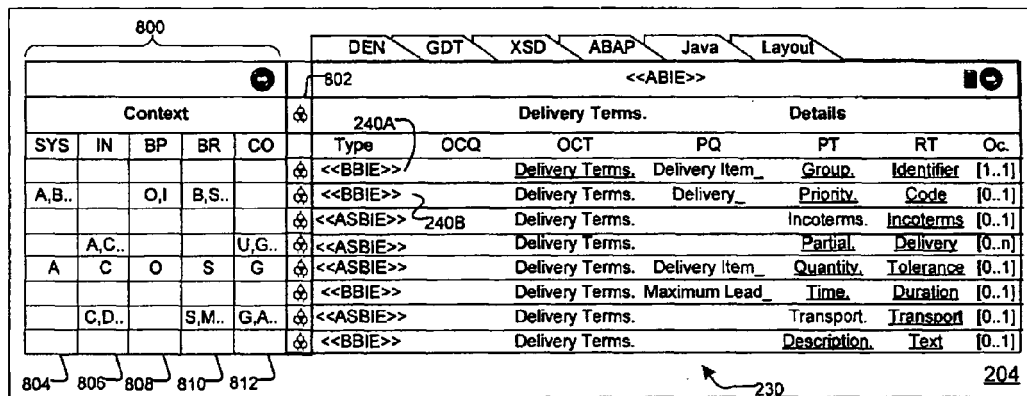 800
DEN GDT XSD ABAP Java Layout
802 <<ABIE>>
Context Delivery Terms. Details
240A
SYS IN BP BR CO Type OCQ OCT PQ PT RT Oc.
<<BBIE>> Delivery Terms. Delivery Item_ Group. Identifier [1..1]
A,B.. O,I B,S.. <<BBIE>> Delivery_ Priority. Code [0..1]
<<ASBIE>> 240B Delivery Terms. Incoterms. Incoterms [0..1]
A,C.. U,G.. <<ASBIE>> Delivery Terms. Partial. Delivery [0..n]
A C O S G <<ASBIE>> Delivery Terms. Delivery Item_ Quantity. Tolerance [0..1]
<<BBIE>> Delivery Terms. Maximum Lead_ Time. Duration [0..1]
C,D.. S,M.. G,A.. <<ASBIE>> Delivery Terms. Transport. Transport [0..1]
<<BBIE>> Delivery Terms. Description. Text [0..1]
804 806 808 810 812 230 204